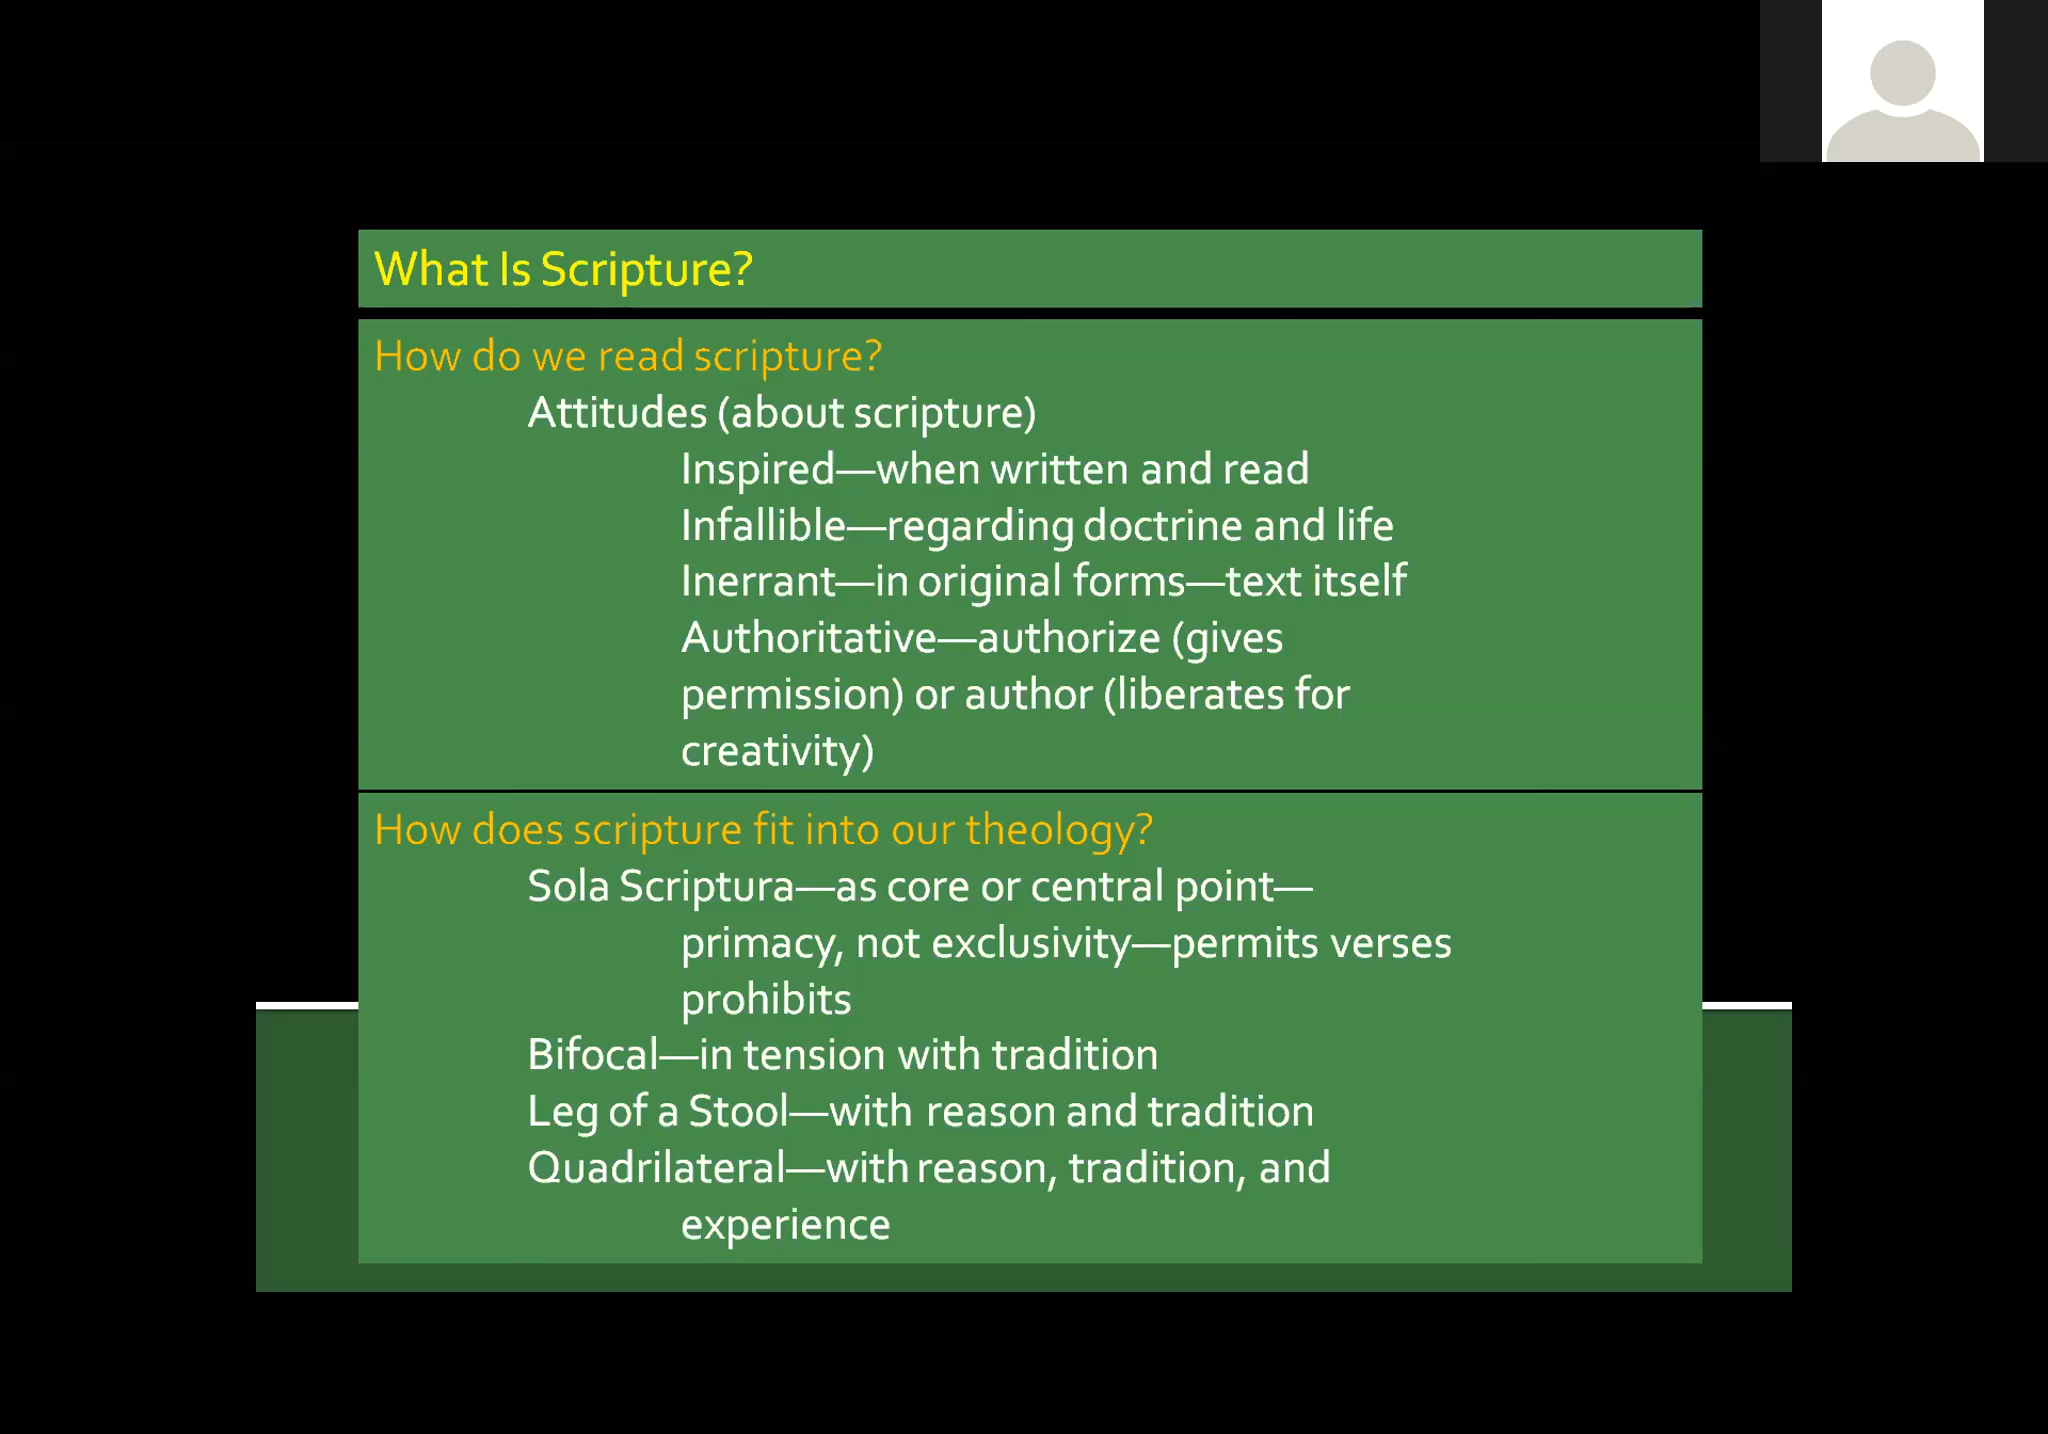 What Is Scripture?
How do we read scripture?
Attitudes (about scripture)
Inspired—when written and read
Infallible—regarding doctrine and life
Inerrant—in original forms—text itself
Authoritative—authorize (gives
permission) or author (liberates for
creativity)
How does scripture fit into our theology?
Sola Scriptura—as core or central point—
primacy, not exclusivity—permits verses
prohibits
Bifocal—in tension with tradition
Leg of a Stool—with reason and tradition
Quadrilateral—with reason, tradition, and
experience